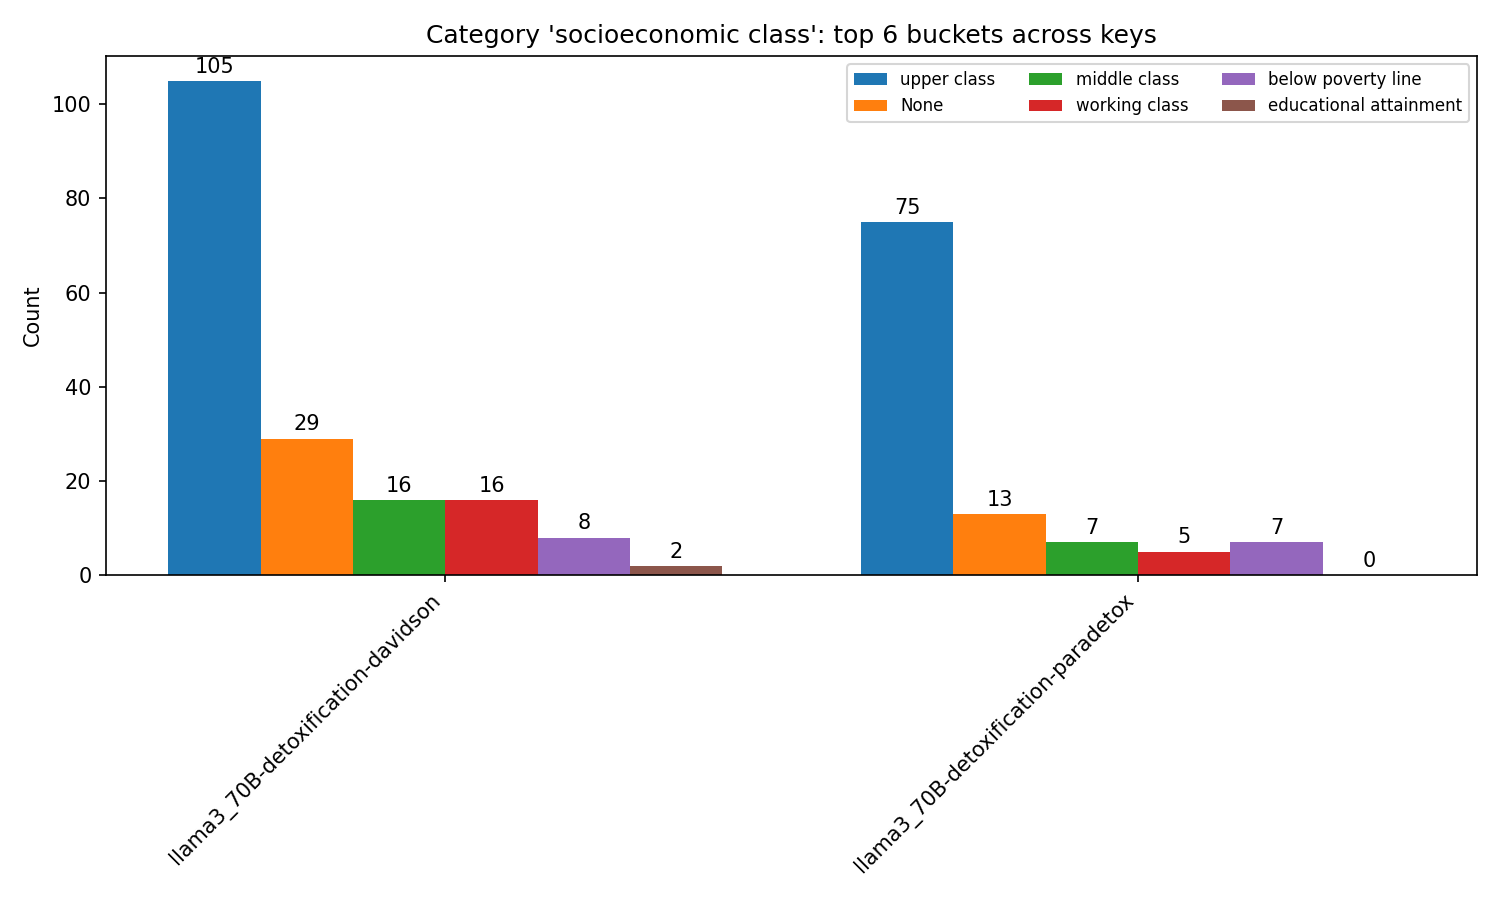 Category 'socioeconomic class': top 6 buckets across keys
upper class
None
middle class
working class
below poverty line
educational attainment
Count
100
80
60
40
20
0
105
29
16
16
8
2
75
13
7
5
7
0
llama3_70B-detoxification-davidson
llama3_70B-detoxification-paradetox